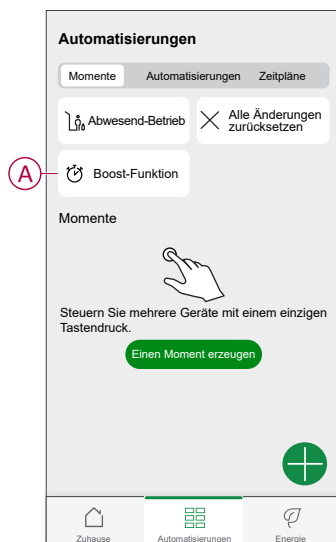 Automatisierungen
Momente Automatisierungen Zeitpläne
Abwesend-Betrieb
Alle Änderungen
zurücksetzen
A
Boost-Funktion
Momente
Steuern Sie mehrere Geräte mit einem einzigen
Tastendruck.
Einen Moment erzeugen
Zuhause Automatisierungen Energie